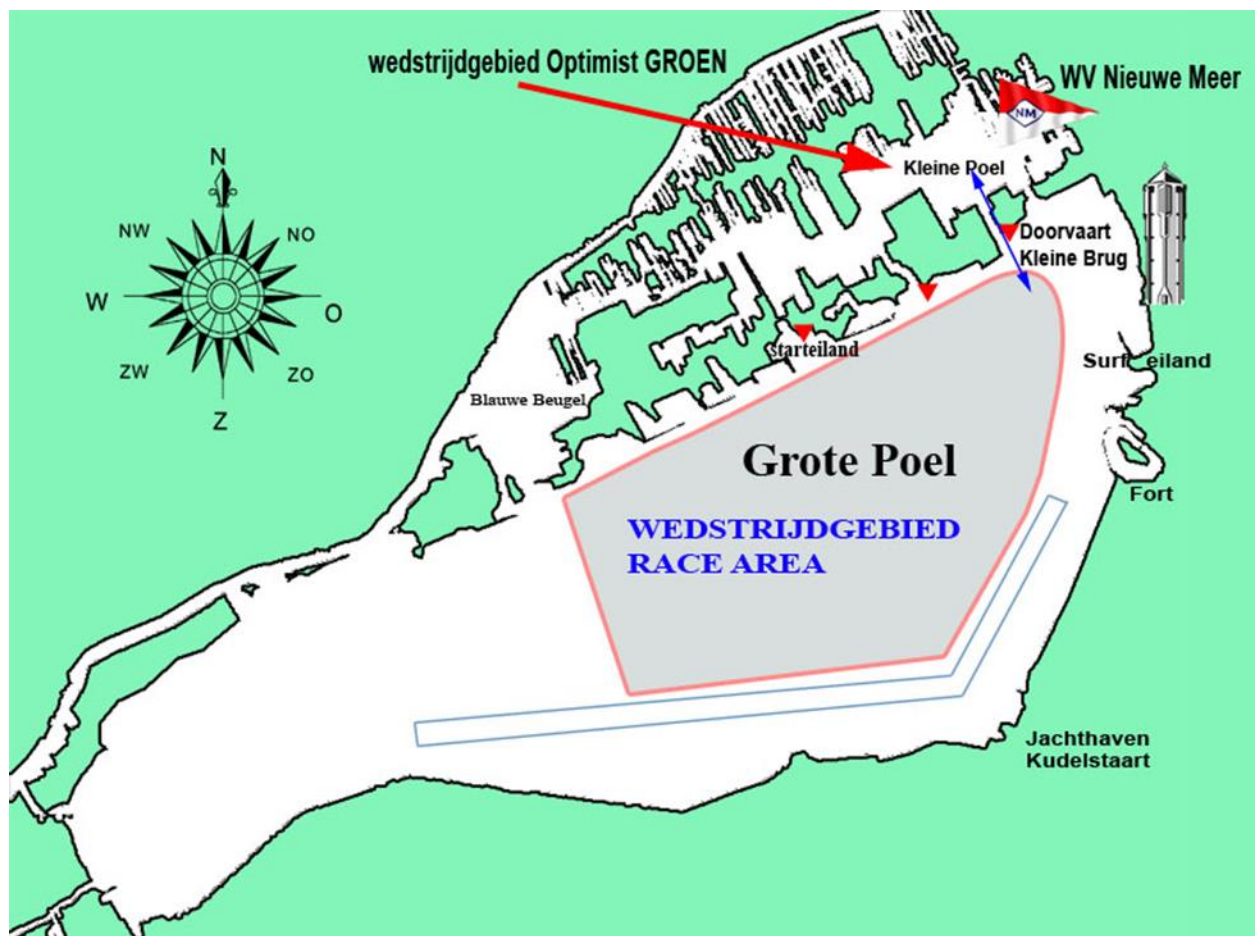 wedstrijdgebied Optimist GROEN
WV Nieuwe Meer
NM
Kleine Poel
N
NW
NO
W
O
ZW
ZO
Z
Doorvaart
Kleine Brug
starteiland
Surf eiland
Blauwe Beugel
Grote Poel
Fort
WEDSTRIJDGEBIED
RACE AREA
Jachthaven
Kudelstaart